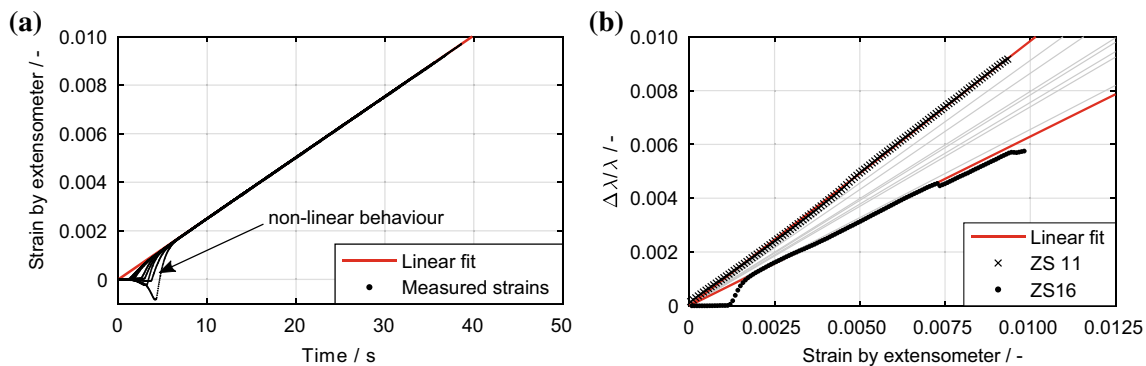 (a)
0.010
0.008
0.006
0.004
0.002
0
Strain by extensometer / -
non-linear behaviour
Linear fit
Measured strains
0
10
20
30
40
50
Time / s
(b)
0.010
0.008
0.006
0.004
0.002
0
Δλ/λ / -
Linear fit
ZS 11
ZS16
0
0.0025
0.0050
0.0075
0.0100
0.0125
Strain by extensometer / -